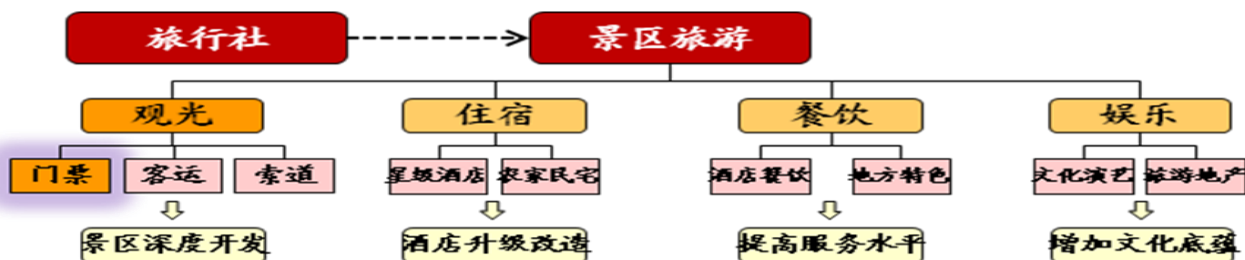 旅行社 景区旅游
观光 住宿 餐饮 娱乐
门票 客运 索道 星级酒店 农家民宅 酒店餐饮 地方特色 文化演艺 旅游地产
景区深度开发 酒店升级改造 提高服务水平 增加文化底蕴